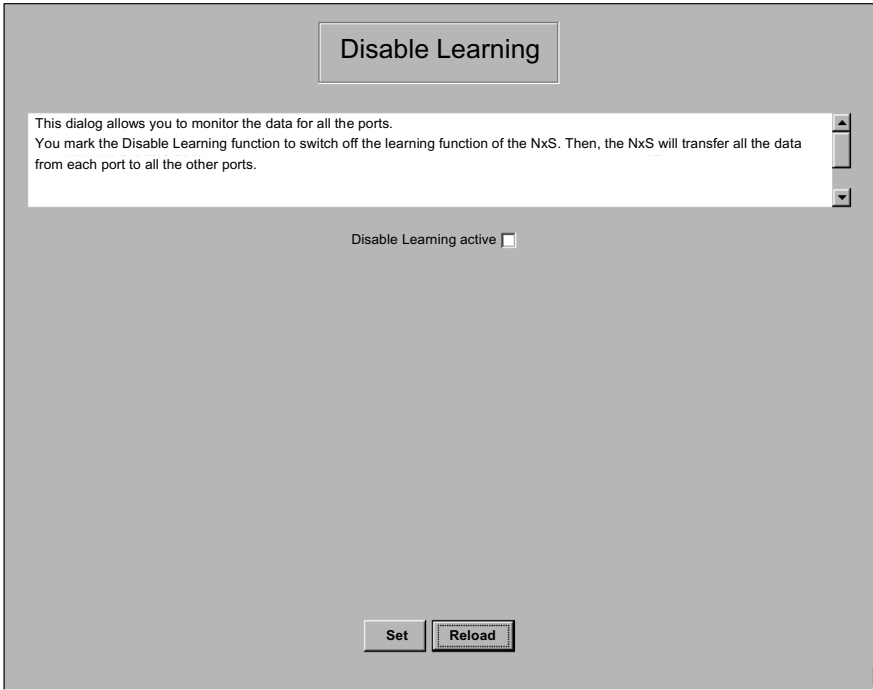 Disable Learning
This dialog allows you to monitor the data for all the ports.
You mark the Disable Learning function to switch off the learning function of the NxS. Then, the NxS will transfer all the data
from each port to all the other ports.
Disable Learning active
Set Reload